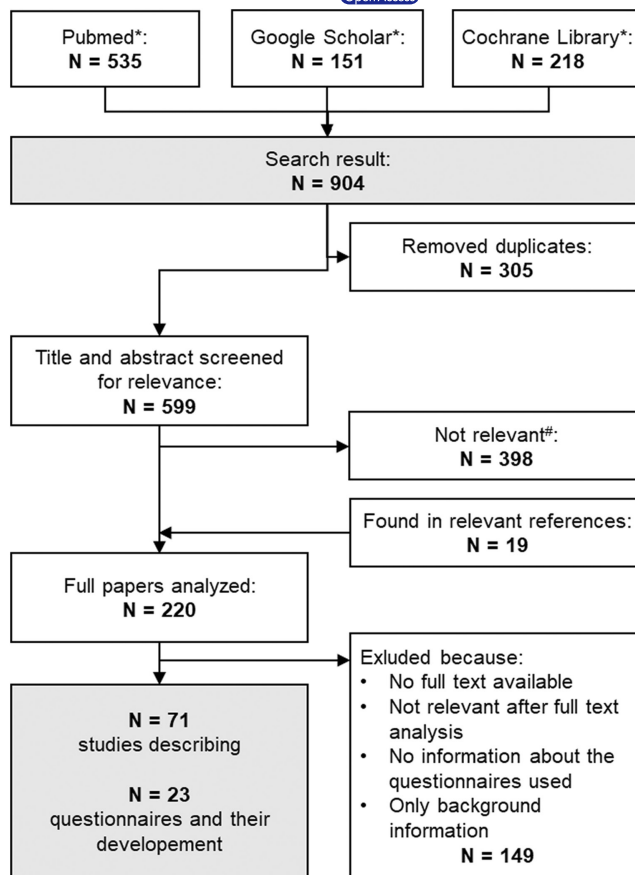 Pubmed*:
N = 535
Google Scholar*:
N = 151
Cochrane Library*:
N = 218
Search result:
N = 904
Removed duplicates:
N = 305
Title and abstract screened
for relevance:
N = 599
Not relevant#:
N = 398
Found in relevant references:
N = 19
Full papers analyzed:
N = 220
Exluded because:
• No full text available
• Not relevant after full text
analysis
• No information about the
questionnaires used
• Only background
information
N = 149
N = 71
studies describing
N = 23
questionnaires and their
developement